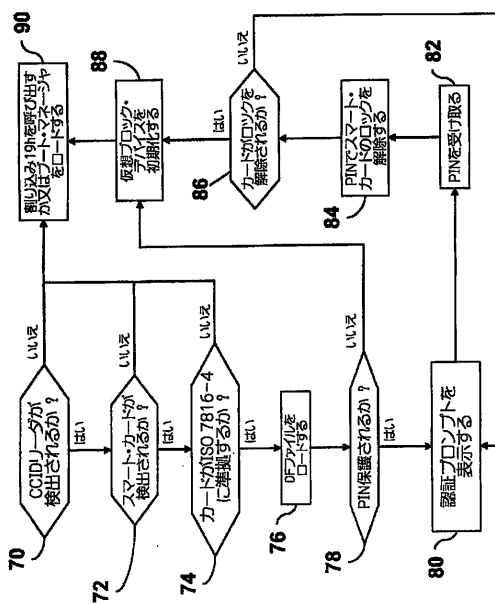 70
CCIDリーダが
検出されるか?
いいえ
はい
72
スマート・カードが
検出されるか?
いいえ
はい
74
カードがISO 7816-4
に準拠するか?
いいえ
はい
76
DFファイルを
ロードする
78
PIN保護されるか?
いいえ
はい
80
認証プロンプトを
表示する
82
PINを受け取る
84
PINでスマート・
カードのロックを
解除する
86
カードがロックを
解除されるか?
いいえ
はい
88
仮想ブロック・
デバイスを
初期化する
90
割り込み19hを呼び出す
か又はブート・マネージャ
をロードする